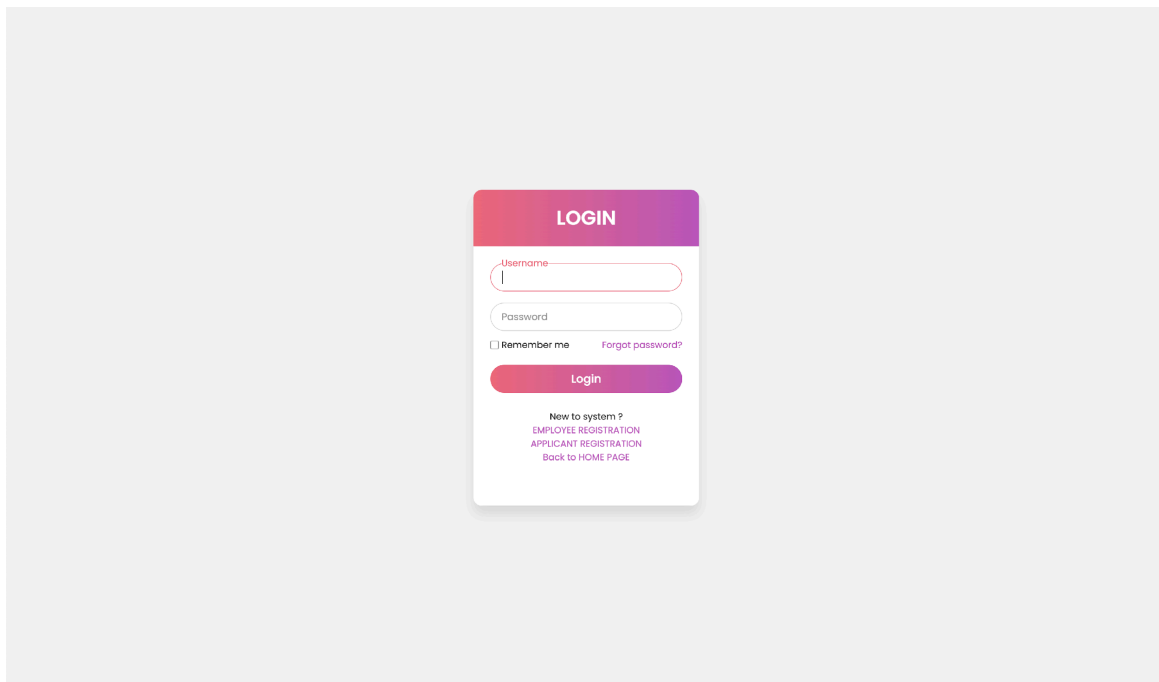 LOGIN
Username
Password
Remember me Forgot password?
Login
New to system ?
EMPLOYEE REGISTRATION
APPLICANT REGISTRATION
Back to HOME PAGE